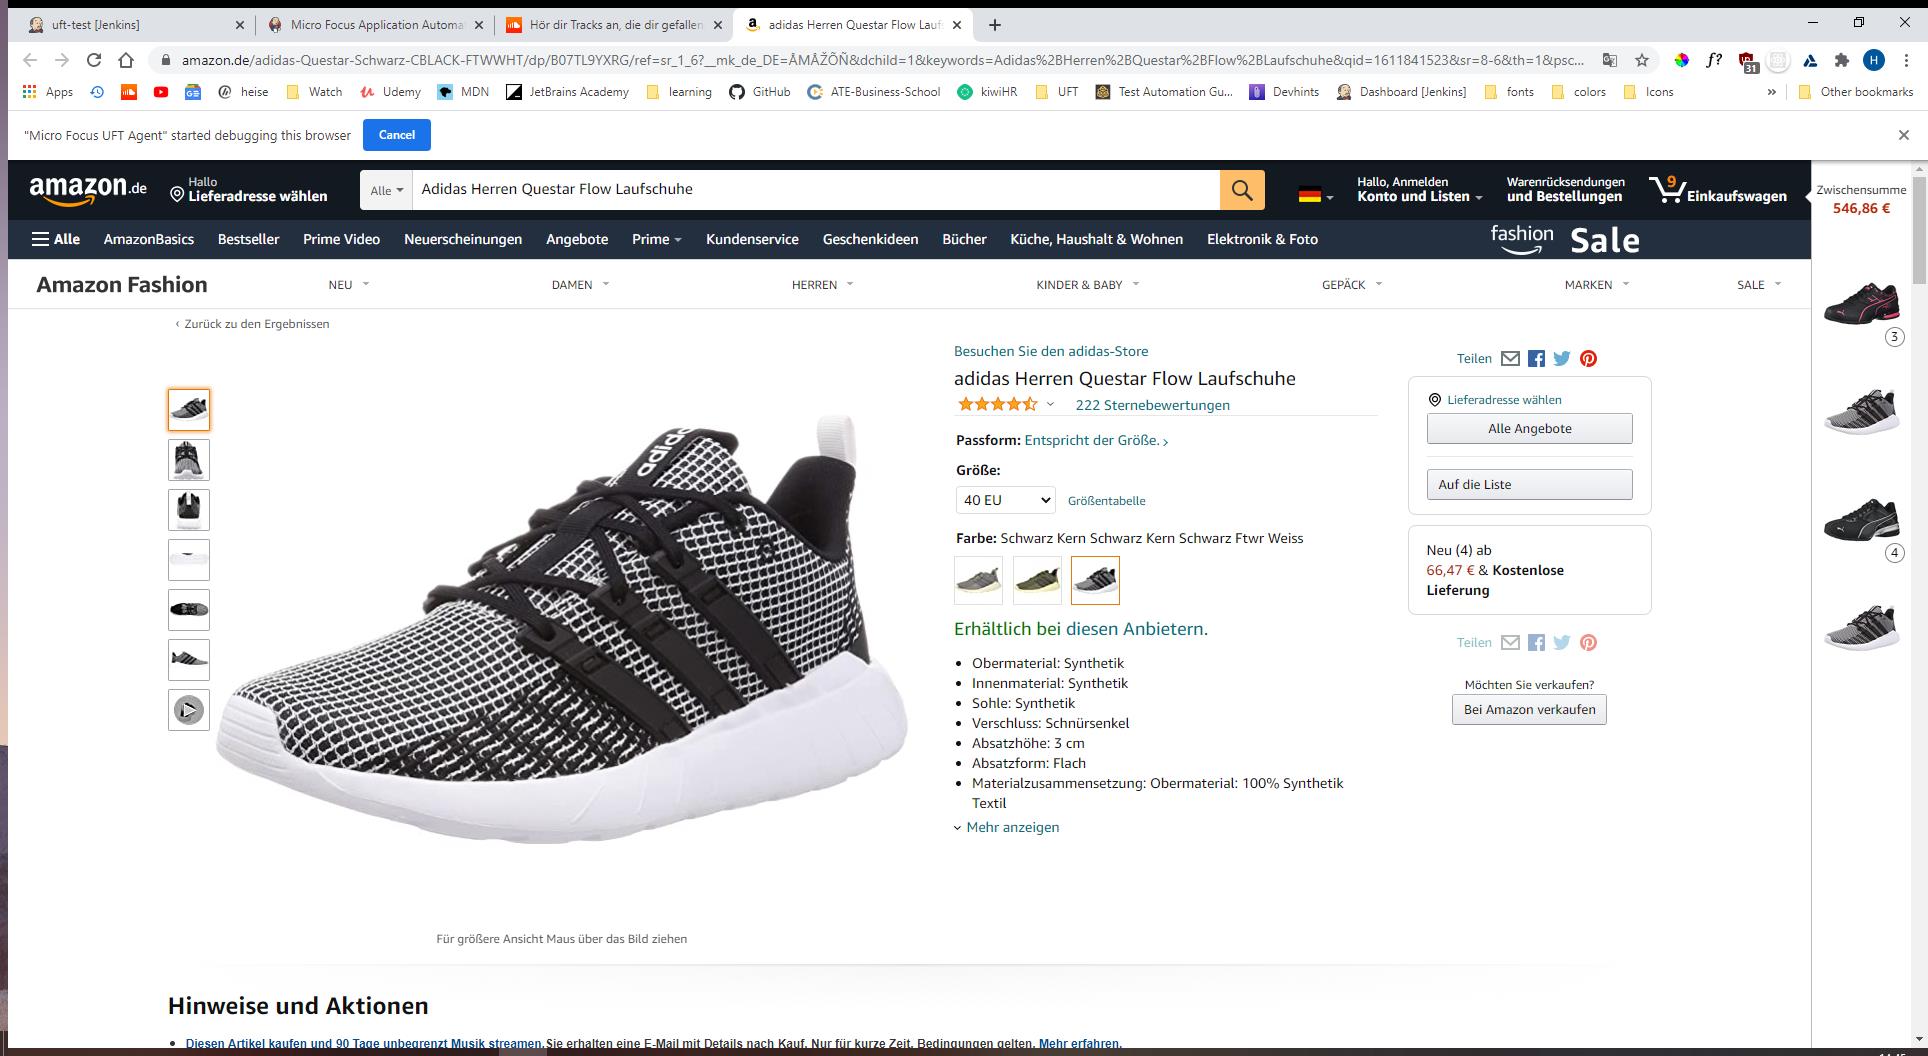 uft-test [Jenkins]
Micro Focus Application Automa
Hör dir Tracks an, die dir gefallen
adidas Herren Questar Flow Lauf
amazon.de/adidas-Questar-Schwarz-CBLACK-FTWWHT/dp/B07TL9YXRG/ref=sr_1_6?__mk_de_DE=ÅMÅŽÕÑ&dchild=1&keywords=Adidas%2BHerren%2BQuestar%2BFlow%2BLaufschuhe&qid=1611841523&sr=8-6&th=1&psc...
f?
31
H
Apps
heise
Watch
Udemy
MDN
JetBrains Academy
learning
GitHub
ATE-Business-School
kiwiHR
UFT
Test Automation Gu...
Devhints
Dashboard [Jenkins]
fonts
colors
Icons
»
Other bookmarks
"Micro Focus UFT Agent" started debugging this browser
Cancel
amazon.de
Hallo
Lieferadresse wählen
Alle
Adidas Herren Questar Flow Laufschuhe
Hallo, Anmelden
Konto und Listen
Warenrücksendungen
und Bestellungen
9
Einkaufswagen
Zwischensumme
546,86 €
Alle
AmazonBasics
Bestseller
Prime Video
Neuerscheinungen
Angebote
Prime
Kundenservice
Geschenkideen
Bücher
Küche, Haushalt & Wohnen
Elektronik & Foto
fashion Sale
Amazon Fashion
NEU
DAMEN
HERREN
KINDER & BABY
GEPÄCK
MARKEN
SALE
‹ Zurück zu den Ergebnissen
adidas
Besuchen Sie den adidas-Store
adidas Herren Questar Flow Laufschuhe
222 Sternebewertungen
Passform: Entspricht der Größe. ›
Größe:
40 EU
Größentabelle
Farbe: Schwarz Kern Schwarz Kern Schwarz Ftwr Weiss
Erhältlich bei diesen Anbietern.
• Obermaterial: Synthetik
• Innenmaterial: Synthetik
• Sohle: Synthetik
• Verschluss: Schnürsenkel
• Absatzhöhe: 3 cm
• Absatzform: Flach
• Materialzusammensetzung: Obermaterial: 100% Synthetik
Textil
Mehr anzeigen
Teilen
Lieferadresse wählen
Alle Angebote
Auf die Liste
Neu (4) ab
66,47 € & Kostenlose
Lieferung
Teilen
Möchten Sie verkaufen?
Bei Amazon verkaufen
3
4
Für größere Ansicht Maus über das Bild ziehen
Hinweise und Aktionen
• Diesen Artikel kaufen und 90 Tage unbegrenzt Musik streamen. Sie erhalten eine E-Mail mit Details nach Kauf. Nur für kurze Zeit. Bedingungen gelten. Mehr erfahren.